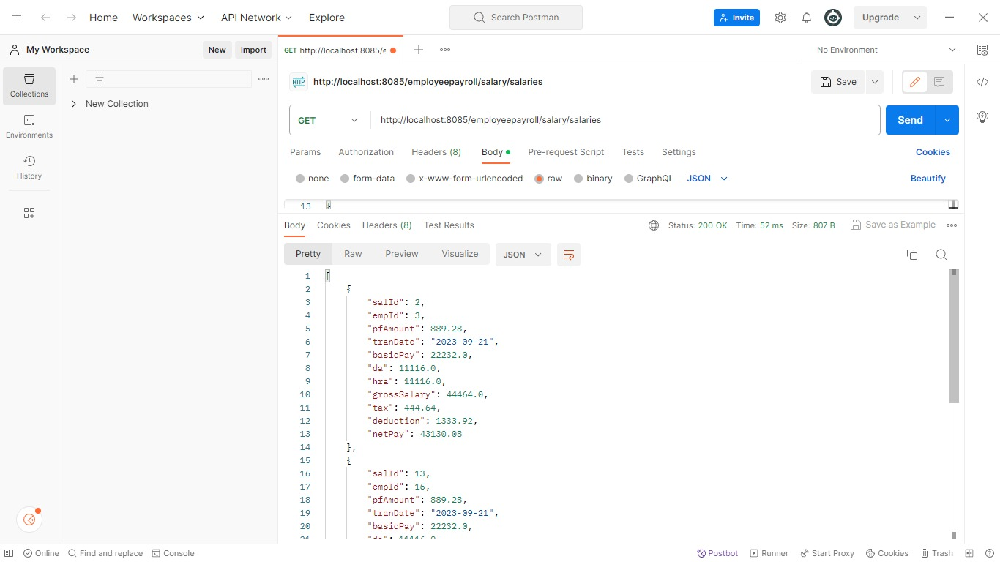 Home Workspaces API Network Explore Search Postman Invite Upgrade
My Workspace New Import GET http://localhost:8085/e No Environment
Collections
Environments
History
New Collection
HTTP http://localhost:8085/employeepayroll/salary/salaries Save
GET http://localhost:8085/employeepayroll/salary/salaries Send
Params Authorization Headers (8) Body Pre-request Script Tests Settings Cookies
none form-data x-www-form-urlencoded raw binary GraphQL JSON Beautify
13 }
Body Cookies Headers (8) Test Results Status: 200 OK Time: 52 ms Size: 807 B Save as Example
Pretty Raw Preview Visualize JSON
1 [
2 {
3 "salId": 2,
4 "empId": 3,
5 "pfAmount": 889.28,
6 "tranDate": "2023-09-21",
7 "basicPay": 22232.0,
8 "da": 11116.0,
9 "hra": 11116.0,
10 "grossSalary": 44464.0,
11 "tax": 444.64,
12 "deduction": 1333.92,
13 "netPay": 43130.08
14 },
15 {
16 "salId": 13,
17 "empId": 16,
18 "pfAmount": 889.28,
19 "tranDate": "2023-09-21",
20 "basicPay": 22232.0,
21 "da": 11116.0
Online Find and replace Console Postbot Runner Start Proxy Cookies Trash